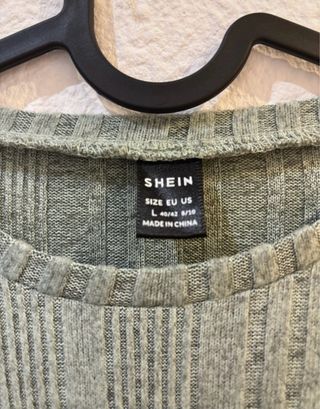 SHEIN
SIZE EU US
L 40/42 8/10
MADE IN CHINA